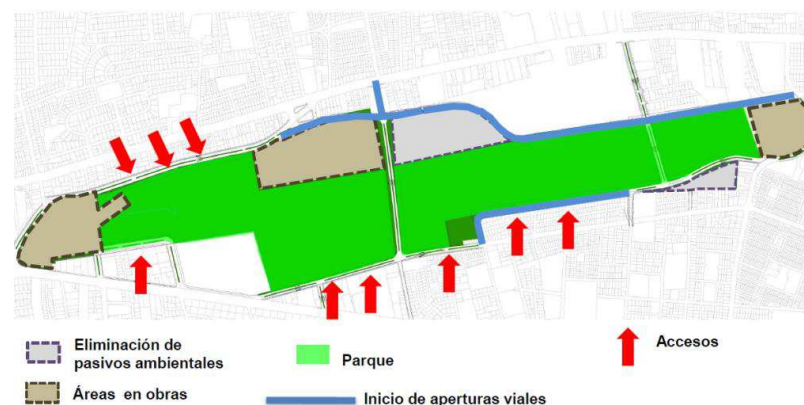 Eliminación de
pasivos ambientales
Parque
Accesos
Áreas en obras
Inicio de aperturas viales